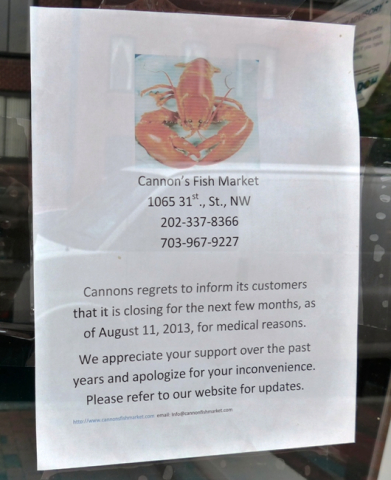 Cannon's Fish Market
1065 31st., St., NW
202-337-8366
703-967-9227
Cannons regrets to inform its customers
that it is closing for the next few months, as
of August 11, 2013, for medical reasons.
We appreciate your support over the past
years and apologize for your inconvenience.
Please refer to our website for updates.
http://www.cannonsfishmarket.com email: info@cannonfishmarket.com